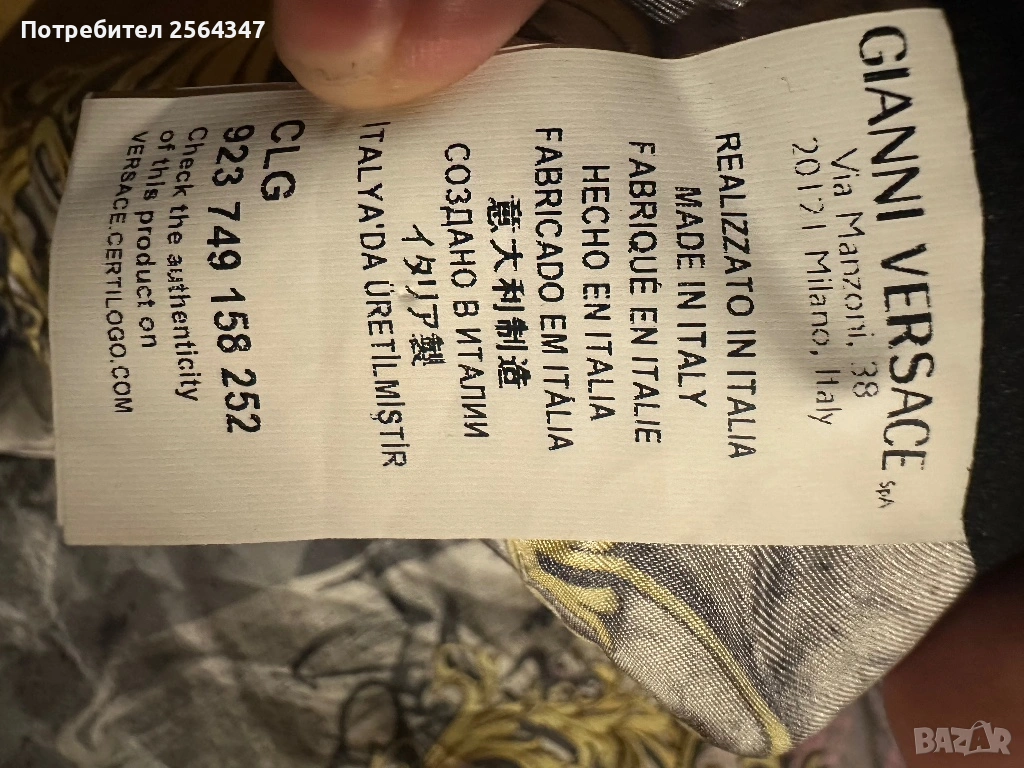 Потребител 2564347
GIANNI VERSACE SpA
Via Manzoni, 38
20121 Milano, Italy
REALIZZATO IN ITALIA
MADE IN ITALY
FABRIQUÉ EN ITALIE
HECHO EN ITALIA
FABRICADO EM ITÁLIA
意大利制造
СОЗДАНО В ИТАЛИИ
イタリア製
ITALYA'DA ÜRETİLMİŞTİR
CLG
923 749 158 252
Check the authenticity
of this product on
VERSACE.CERTILOGO.COM
BAZAR